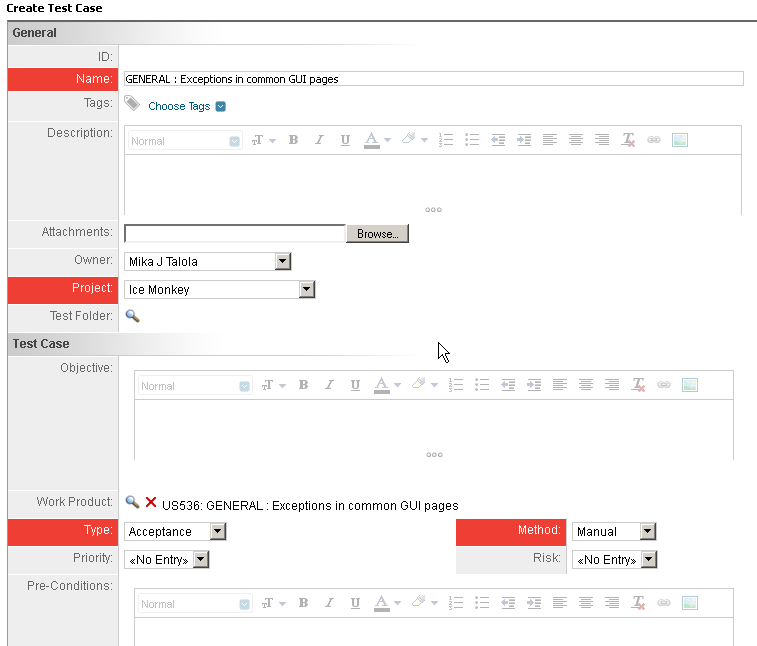 Create Test Case
General
ID:
Name: GENERAL : Exceptions in common GUI pages
Tags: Choose Tags
Description: Normal T B I U A T
Attachments: Browse...
Owner: Mika J Talola
Project: Ice Monkey
Test Folder:
Test Case
Objective:
Normal T B I U A T
Work Product: US536: GENERAL : Exceptions in common GUI pages
Type: Acceptance Method: Manual
Priority: «No Entry» Risk: «No Entry»
Pre-Conditions:
Normal T B I U A T